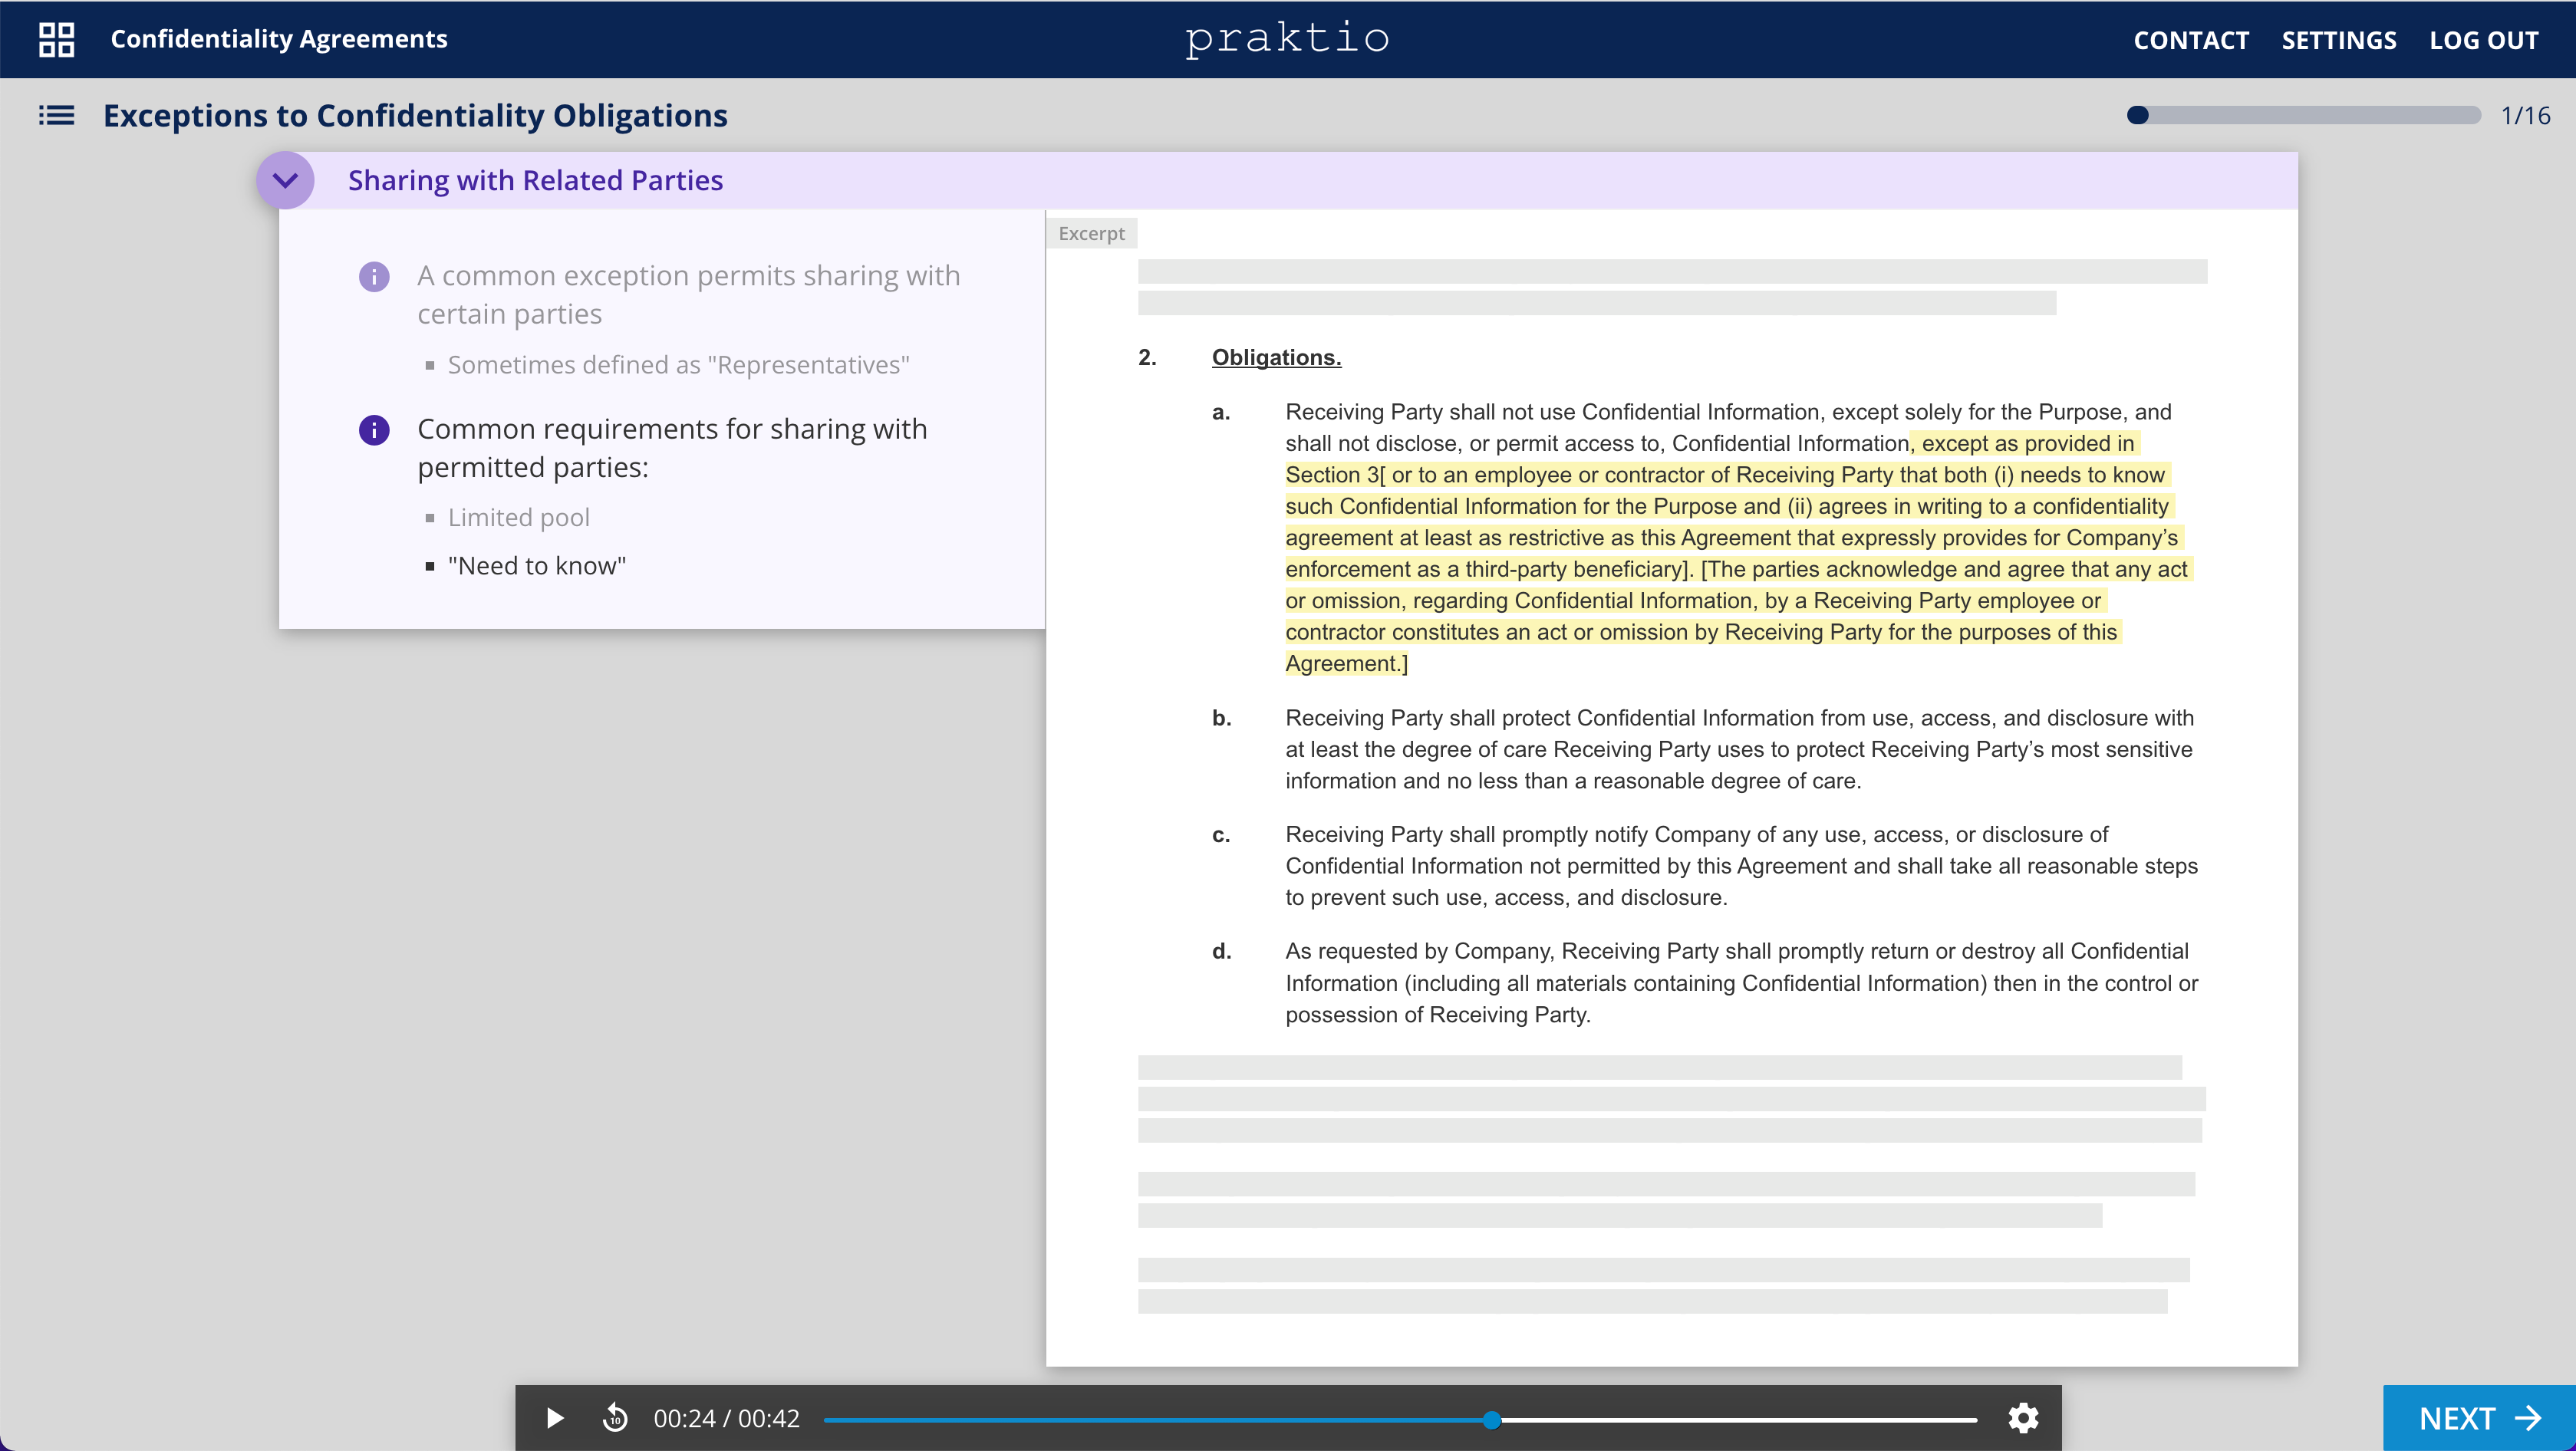 Confidentiality Agreements
praktio
CONTACT SETTINGS LOG OUT
Exceptions to Confidentiality Obligations
1/16
Sharing with Related Parties
A common exception permits sharing with
certain parties
Sometimes defined as "Representatives"
Common requirements for sharing with
permitted parties:
Limited pool
"Need to know"
Excerpt
2. Obligations.
a. Receiving Party shall not use Confidential Information, except solely for the Purpose, and
shall not disclose, or permit access to, Confidential Information, except as provided in
Section 3[ or to an employee or contractor of Receiving Party that both (i) needs to know
such Confidential Information for the Purpose and (ii) agrees in writing to a confidentiality
agreement at least as restrictive as this Agreement that expressly provides for Company’s
enforcement as a third-party beneficiary]. [The parties acknowledge and agree that any act
or omission, regarding Confidential Information, by a Receiving Party employee or
contractor constitutes an act or omission by Receiving Party for the purposes of this
Agreement.]
b. Receiving Party shall protect Confidential Information from use, access, and disclosure with
at least the degree of care Receiving Party uses to protect Receiving Party’s most sensitive
information and no less than a reasonable degree of care.
c. Receiving Party shall promptly notify Company of any use, access, or disclosure of
Confidential Information not permitted by this Agreement and shall take all reasonable steps
to prevent such use, access, and disclosure.
d. As requested by Company, Receiving Party shall promptly return or destroy all Confidential
Information (including all materials containing Confidential Information) then in the control or
possession of Receiving Party.
10
00:24 / 00:42
NEXT